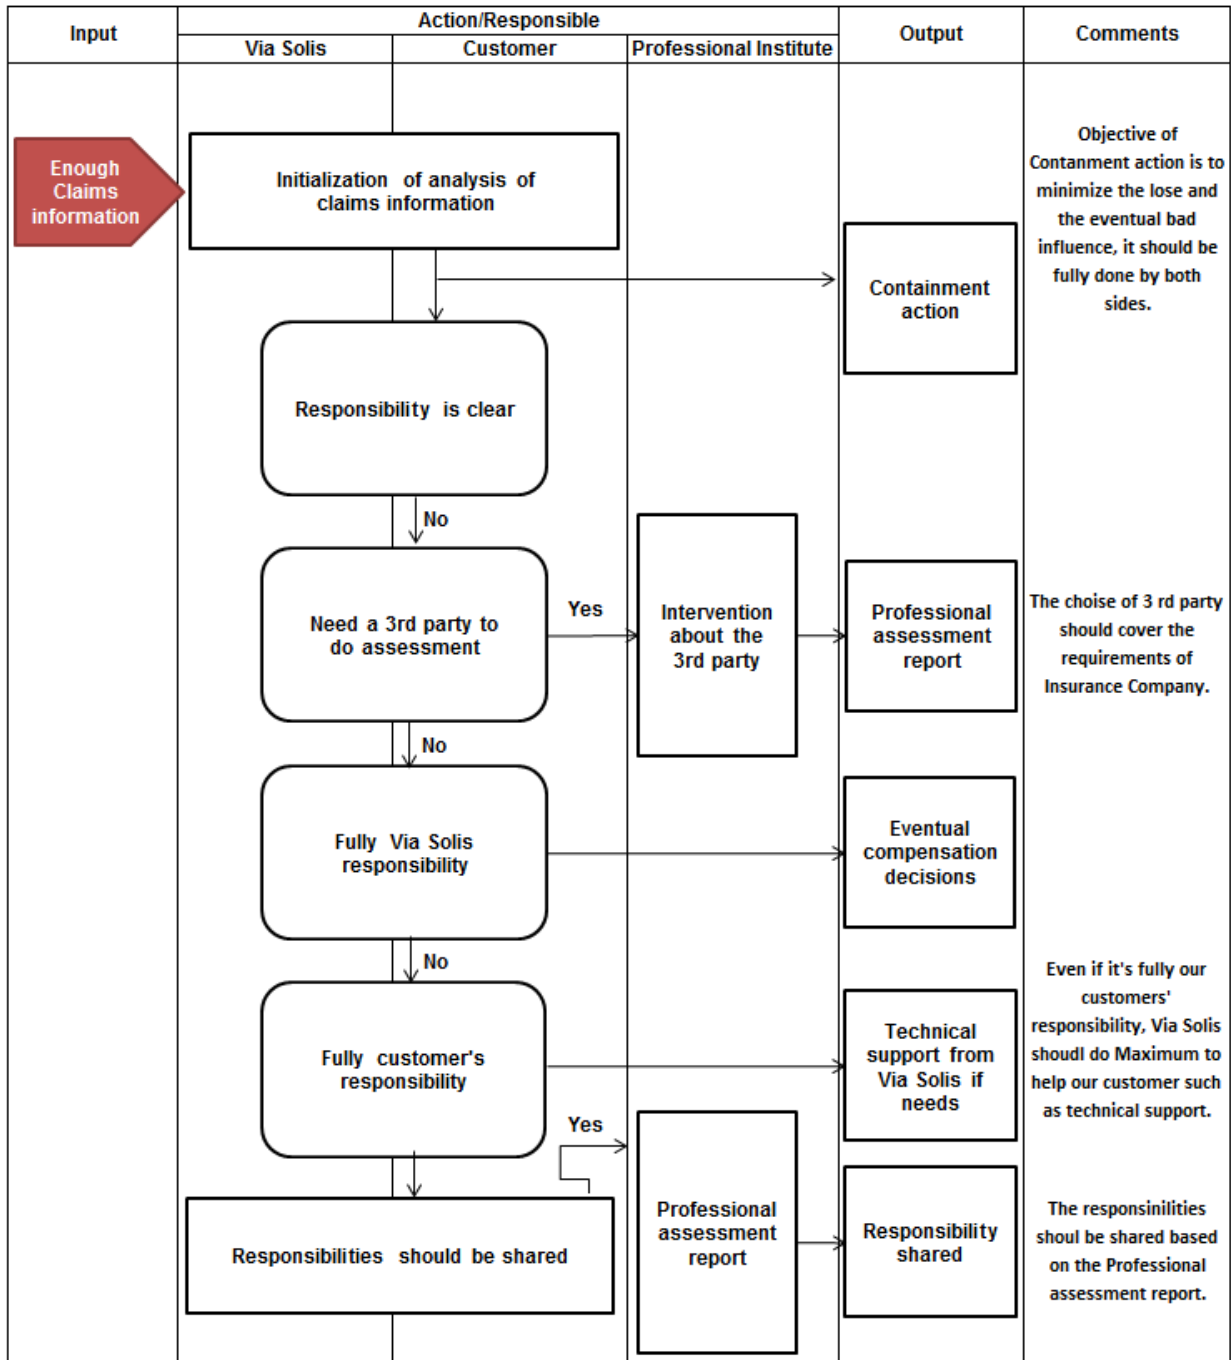 Input
Action/Responsible
Via Solis
Customer
Professional Institute
Output
Comments
Enough
Claims
information
Initialization of analysis of
claims information
Containment
action
Objective of
Contanment action is to
minimize the lose and
the eventual bad
influence, it should be
fully done by both
sides.
Responsibility is clear
No
Need a 3rd party to
do assessment
Yes
Intervention
about the
3rd party
Professional
assessment
report
The choise of 3 rd party
should cover the
requirements of
Insurance Company.
No
Fully Via Solis
responsibility
Eventual
compensation
decisions
No
Fully customer's
responsibility
Technical
support from
Via Solis if
needs
Even if it's fully our
customers'
responsibility, Via Solis
shoudl do Maximum to
help our customer such
as technical support.
Yes
Responsibilities should be shared
Professional
assessment
report
Responsibility
shared
The responsinilities
shoul be shared based
on the Professional
assessment report.